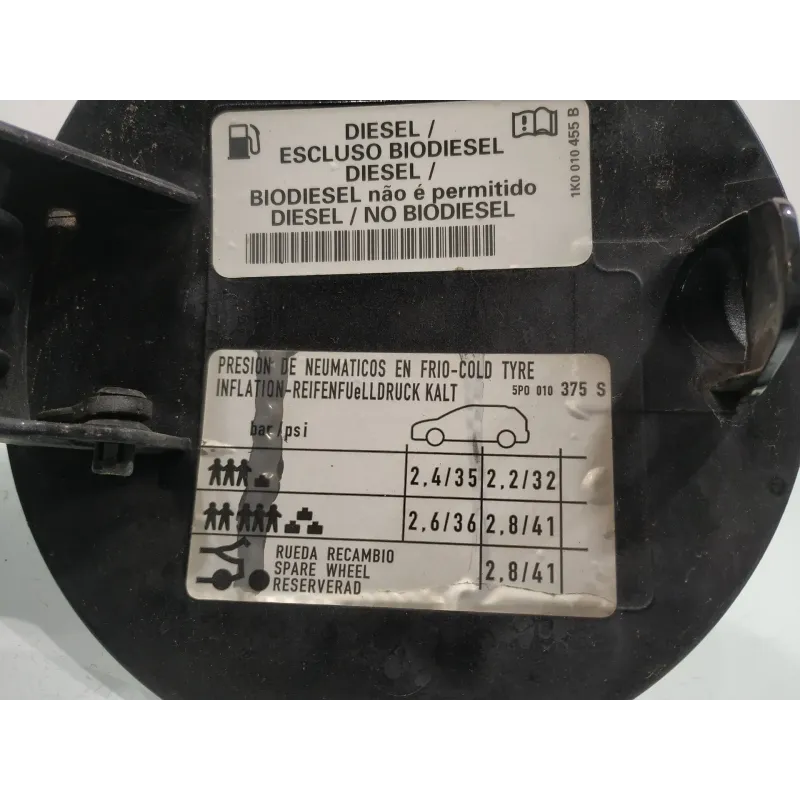 DIESEL /
ESCLUSO BIODIESEL
DIESEL /
BIODIESEL não é permitido
DIESEL / NO BIODIESEL
1K0 010 455 B
PRESION DE NEUMATICOS EN FRIO-COLD TYRE
INFLATION-REIFENFUeLLDRUCK KALT 5P0 010 375 S
bar/psi
2,4/35 2,2/32
2,6/36 2,8/41
RUEDA RECAMBIO
SPARE WHEEL 2,8/41
RESERVERAD